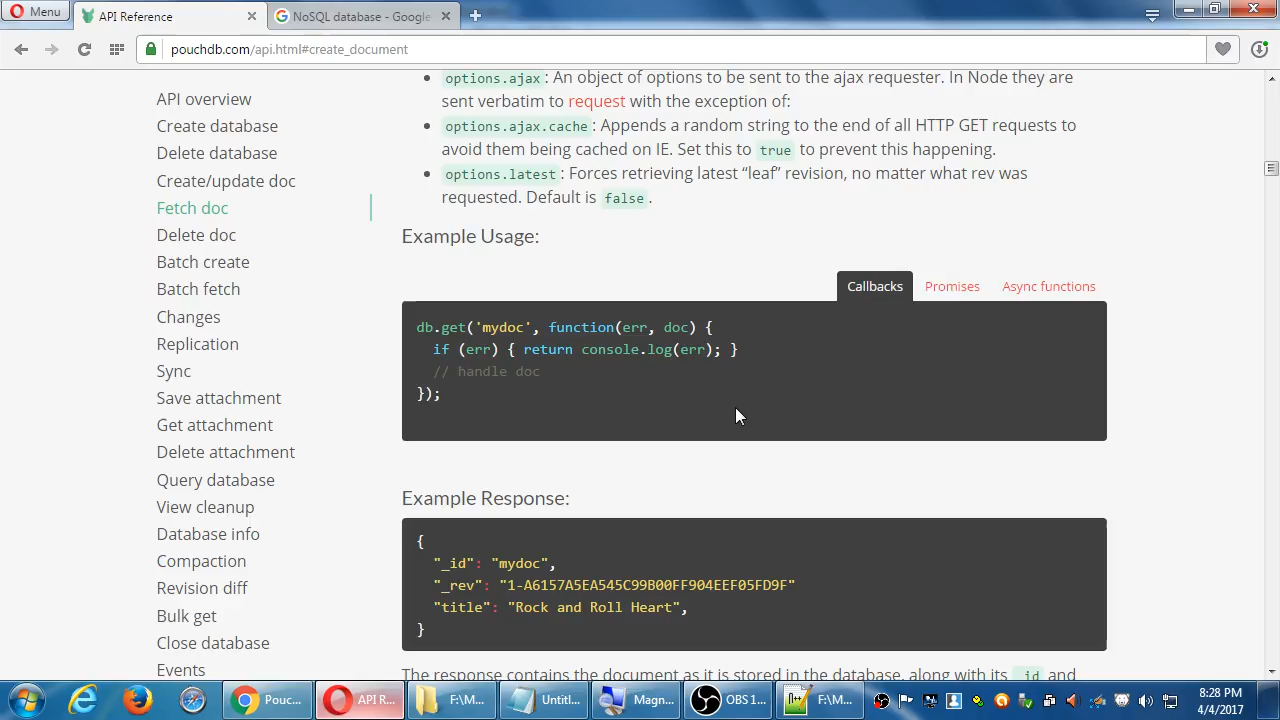 Menu
API Reference
NoSQL database - Google
pouchdb.com/api.html#create_document
API overview
Create database
Delete database
Create/update doc
Fetch doc
Delete doc
Batch create
Batch fetch
Changes
Replication
Sync
Save attachment
Get attachment
Delete attachment
Query database
View cleanup
Database info
Compaction
Revision diff
Bulk get
Close database
Events
options.ajax: An object of options to be sent to the ajax requester. In Node they are
sent verbatim to request with the exception of:
options.ajax.cache: Appends a random string to the end of all HTTP GET requests to
avoid them being cached on IE. Set this to true to prevent this happening.
options.latest: Forces retrieving latest “leaf” revision, no matter what rev was
requested. Default is false.
Example Usage:
Callbacks Promises Async functions
db.get('mydoc', function(err, doc) {
if (err) { return console.log(err); }
// handle doc
});
Example Response:
{
"_id": "mydoc",
"_rev": "1-A6157A5EA545C99B00FF904EEF05FD9F"
"title": "Rock and Roll Heart",
}
The response contains the document as it is stored in the database, along with its _id and
Pouc... API R... F:\M... Untitl... Magn... OBS 1... F:\M...
8:28 PM
4/4/2017